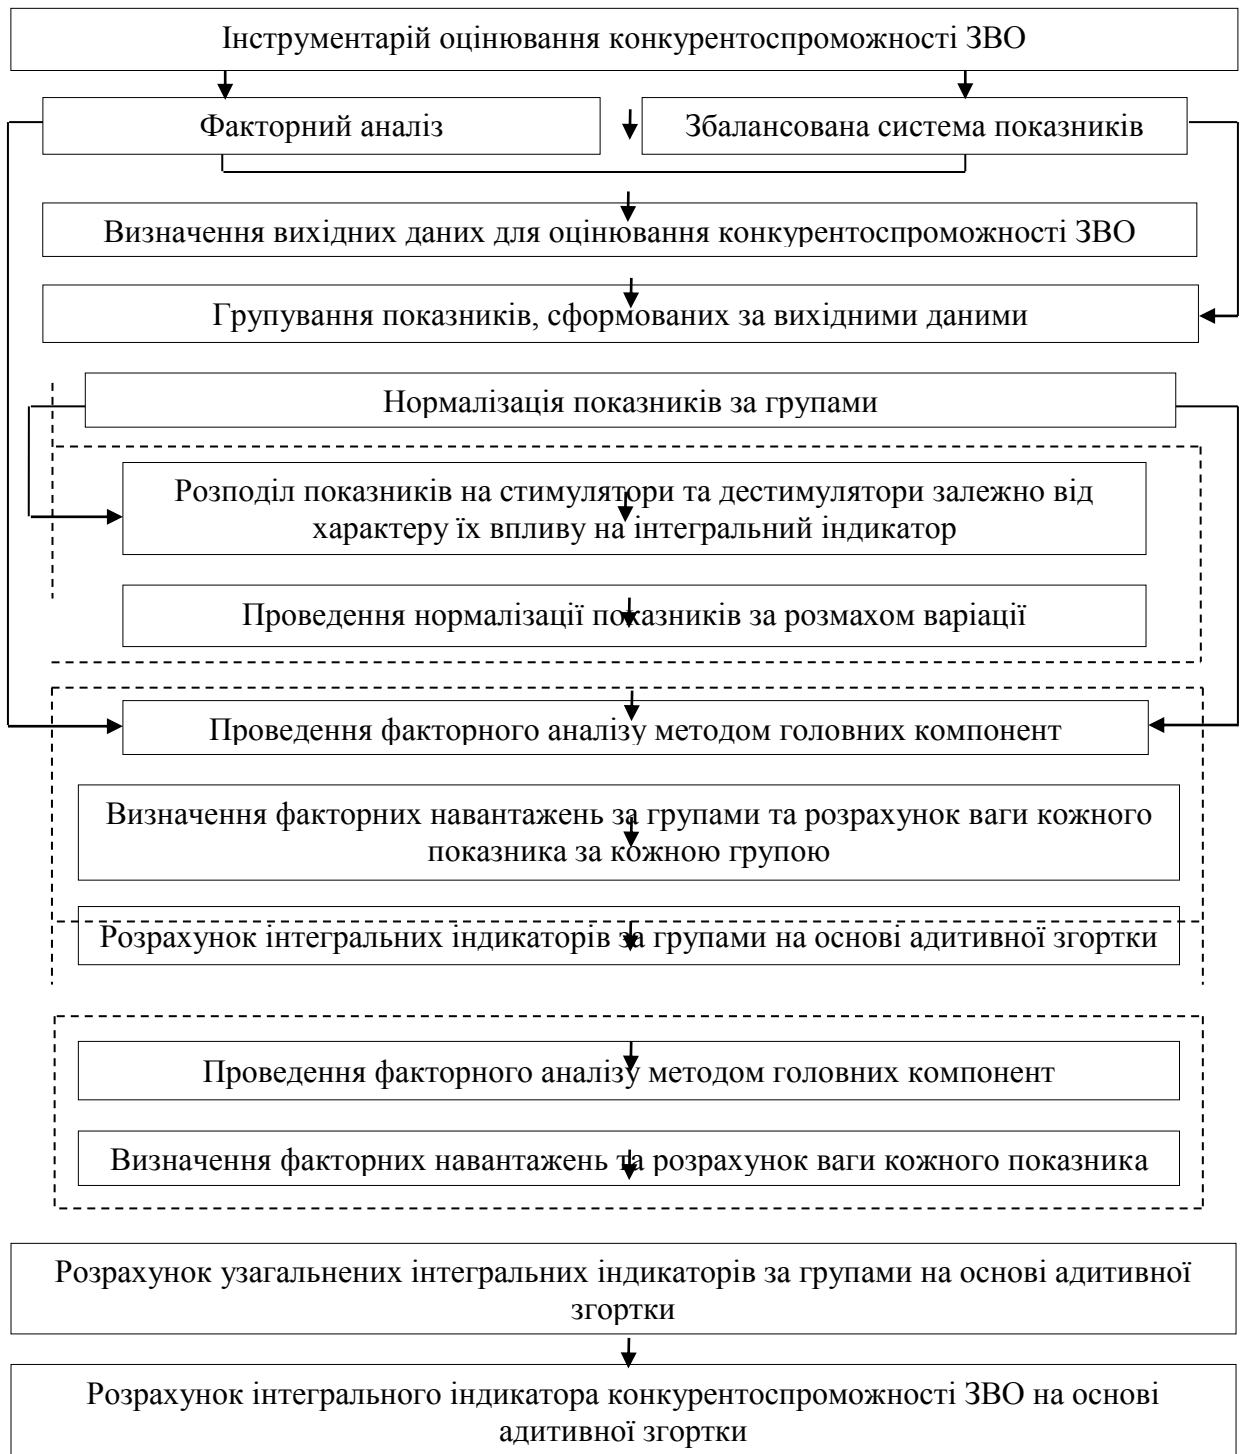 Інструментарій оцінювання конкурентоспроможності ЗВО
Факторний аналіз
Збалансована система показників
Визначення вихідних даних для оцінювання конкурентоспроможності ЗВО
Групування показників, сформованих за вихідними даними
Нормалізація показників за групами
Розподіл показників на стимулятори та дестимулятори залежно від
характеру їх впливу на інтегральний індикатор
Проведення нормалізації показників за розмахом варіації
Проведення факторного аналізу методом головних компонент
Визначення факторних навантажень за групами та розрахунок ваги кожного
показника за кожною групою
Розрахунок інтегральних індикаторів за групами на основі адитивної згортки
Проведення факторного аналізу методом головних компонент
Визначення факторних навантажень та розрахунок ваги кожного показника
Розрахунок узагальнених інтегральних індикаторів за групами на основі адитивної
згортки
Розрахунок інтегрального індикатора конкурентоспроможності ЗВО на основі
адитивної згортки